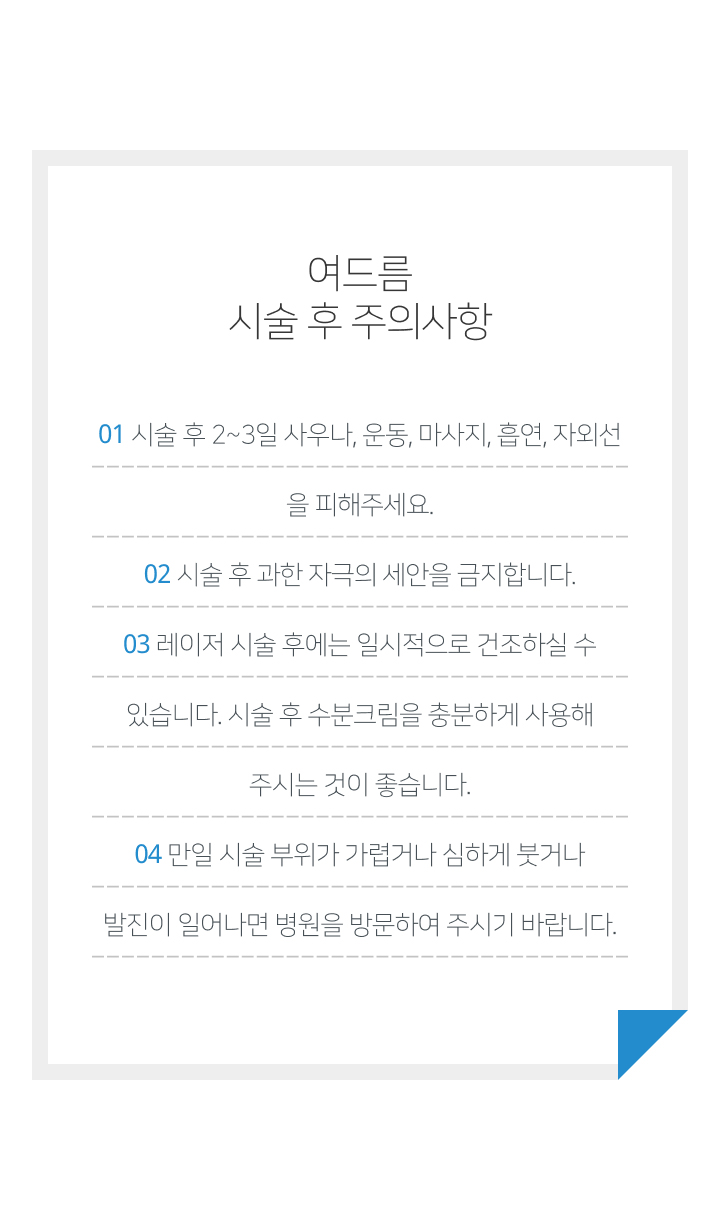 여드름
시술 후 주의사항
01 시술 후 2~3일 사우나, 운동, 마사지, 흡연, 자외선
을 피해주세요.
02 시술 후 과한 자극의 세안을 금지합니다.
03 레이저 시술 후에는 일시적으로 건조하실 수
있습니다. 시술 후 수분크림을 충분하게 사용해
주시는 것이 좋습니다.
04 만일 시술 부위가 가렵거나 심하게 붓거나
발진이 일어나면 병원을 방문하여 주시기 바랍니다.